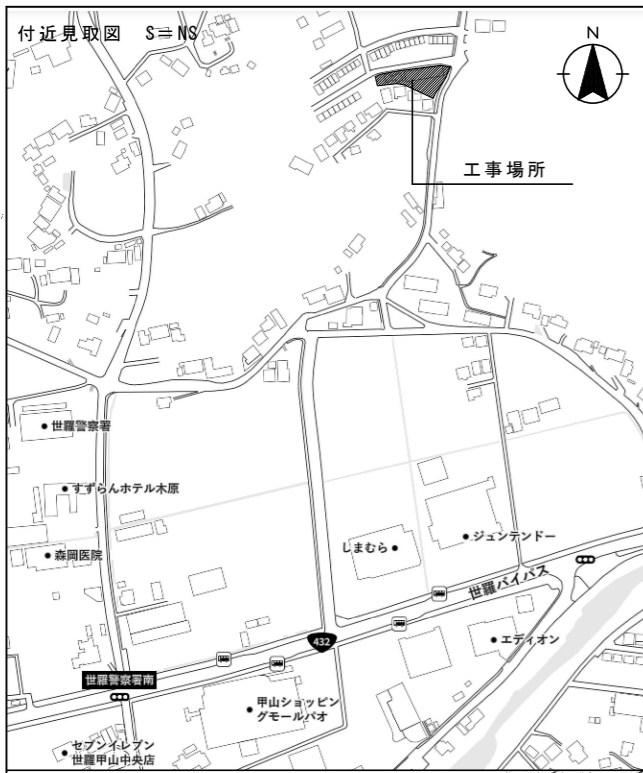 付近見取図 S=NS
N
工事場所
世羅警察署
すずらんホテル木原
森岡医院
しまむら
ジュンテンドー
世羅バイパス
エディオン
432
世羅警察署南
甲山ショッピ
ングモールパオ
セブンイレブン
世羅甲山中央店